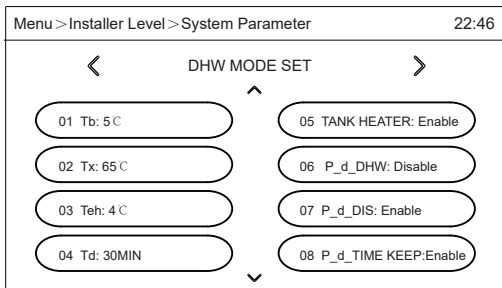 Menu＞Installer Level＞System Parameter 22:46
DHW MODE SET
01 Tb: 5℃
02 Tx: 65℃
03 Teh: 4℃
04 Td: 30MIN
05 TANK HEATER: Enable
06 P_d_DHW: Disable
07 P_d_DIS: Enable
08 P_d_TIME KEEP:Enable